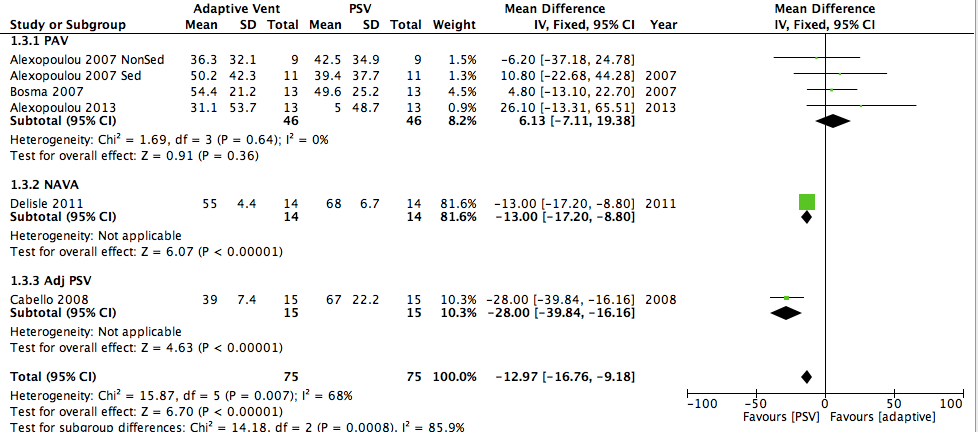 Adaptive Vent PSV Mean Difference Mean Difference
Study or Subgroup Mean SD Total Mean SD Total Weight IV, Fixed, 95% CI Year IV, Fixed, 95% CI
1.3.1 PAV
Alexopoulou 2007 NonSed 36.3 32.1 9 42.5 34.9 9 1.5% -6.20 [-37.18, 24.78]
Alexopoulou 2007 Sed 50.2 42.3 11 39.4 37.7 11 1.3% 10.80 [-22.68, 44.28] 2007
Bosma 2007 54.4 21.2 13 49.6 25.2 13 7.2% 4.80 [-13.10, 22.70] 2007
Alexopoulou 2013 31.1 53.7 13 5 48.7 13 0.9% 26.10 [-13.31, 65.51] 2013
Subtotal (95% CI) 46 46 8.2% 6.13 [-7.11, 19.38]
Heterogeneity: Chi² = 1.69, df = 3 (P = 0.64); I² = 0%
Test for overall effect: Z = 0.91 (P = 0.36)
1.3.2 NAVA
Delisle 2011 55 4.4 14 68 6.7 14 81.6% -13.00 [-17.20, -8.80] 2011
Subtotal (95% CI) 14 14 81.6% -13.00 [-17.20, -8.80]
Heterogeneity: Not applicable
Test for overall effect: Z = 6.07 (P < 0.00001)
1.3.3 Adj PSV
Cabello 2008 39 7.4 15 67 22.2 15 10.3% -28.00 [-39.84, -16.16] 2008
Subtotal (95% CI) 15 15 10.3% -28.00 [-39.84, -16.16]
Heterogeneity: Not applicable
Test for overall effect: Z = 4.63 (P < 0.00001)
Total (95% CI) 75 75 100.0% -12.97 [-16.76, -9.18]
Heterogeneity: Chi² = 15.87, df = 5 (P = 0.007); I² = 68%
Test for overall effect: Z = 6.70 (P < 0.00001)
Test for subgroup differences: Chi² = 14.18, df = 2 (P = 0.0008), I² = 85.9%
-100 -50 0 50 100
Favours [PSV] Favours [adaptive]